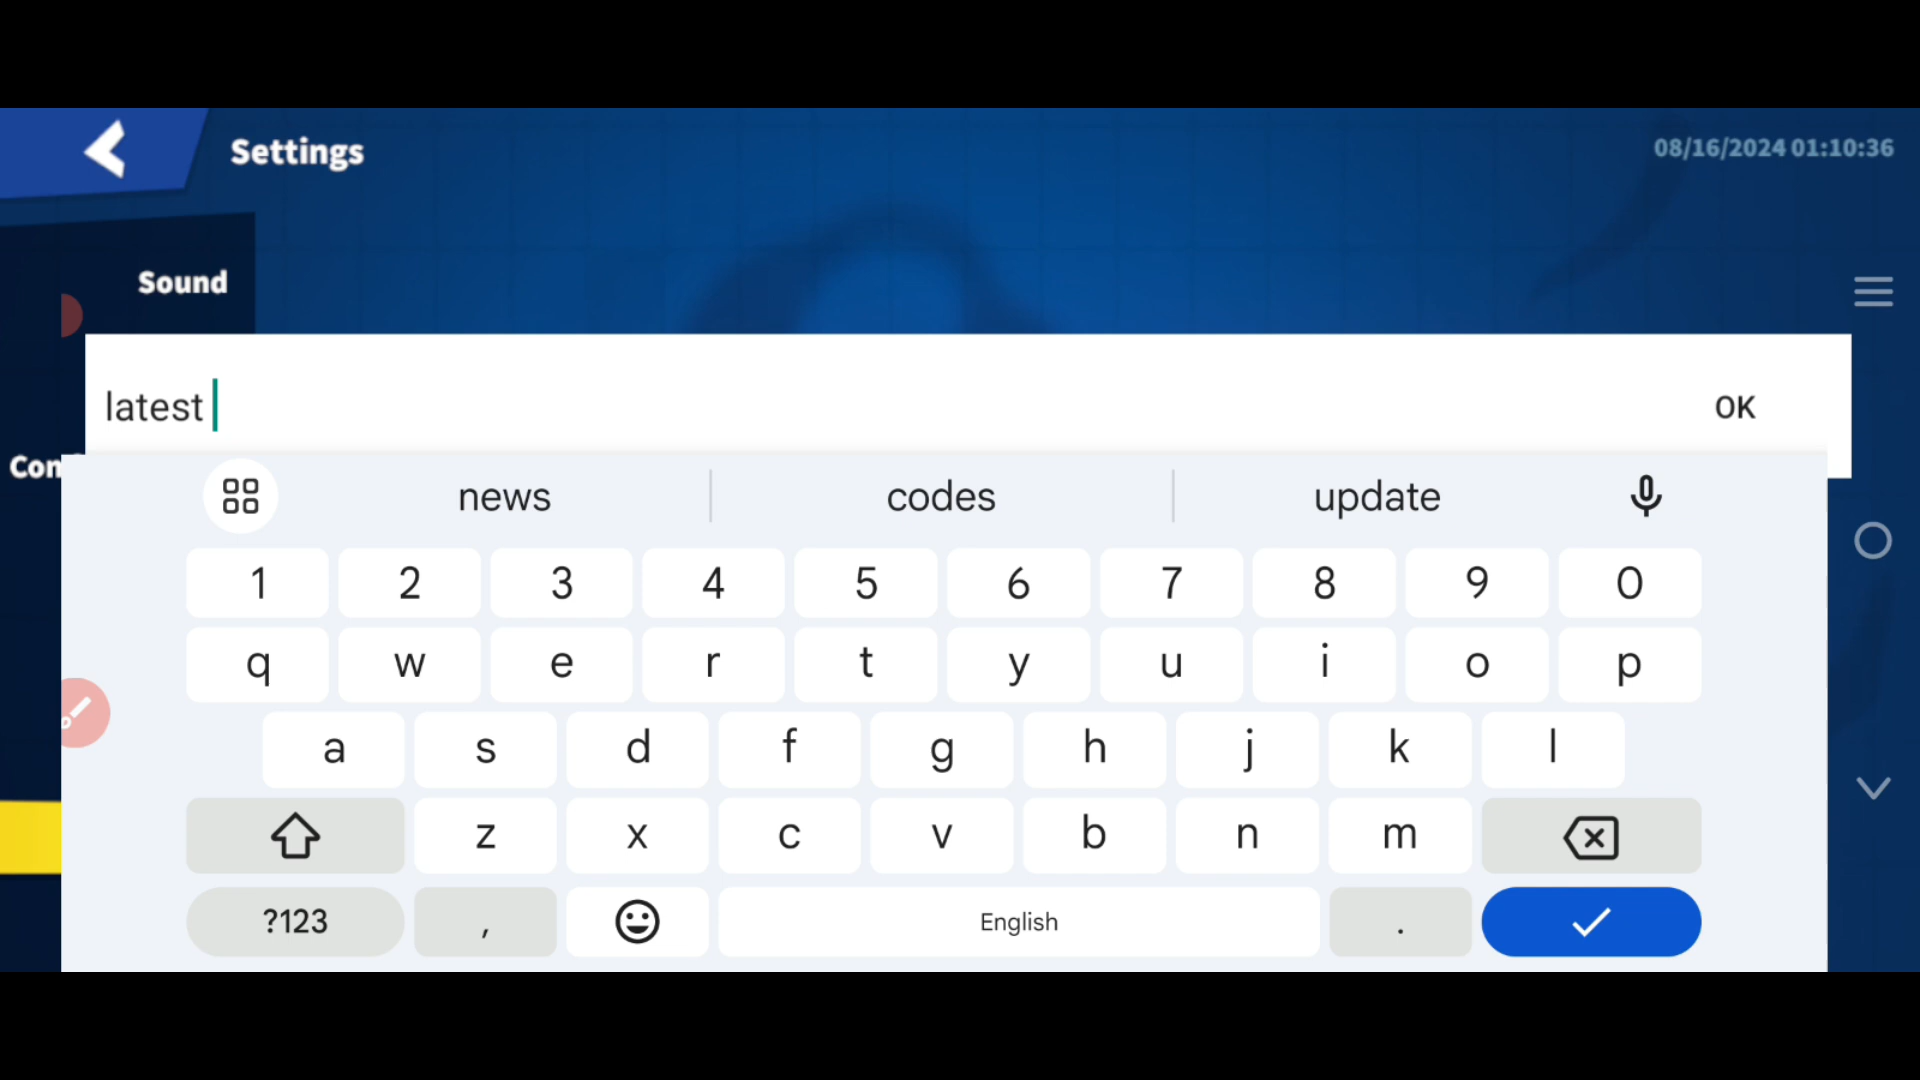 Settings
08/16/2024 01:10:36
Sound
latest
OK
Con
news codes update
1 2 3 4 5 6 7 8 9 0
q w e r t y u i o p
a s d f g h j k l
z x c v b n m
?123 , English .